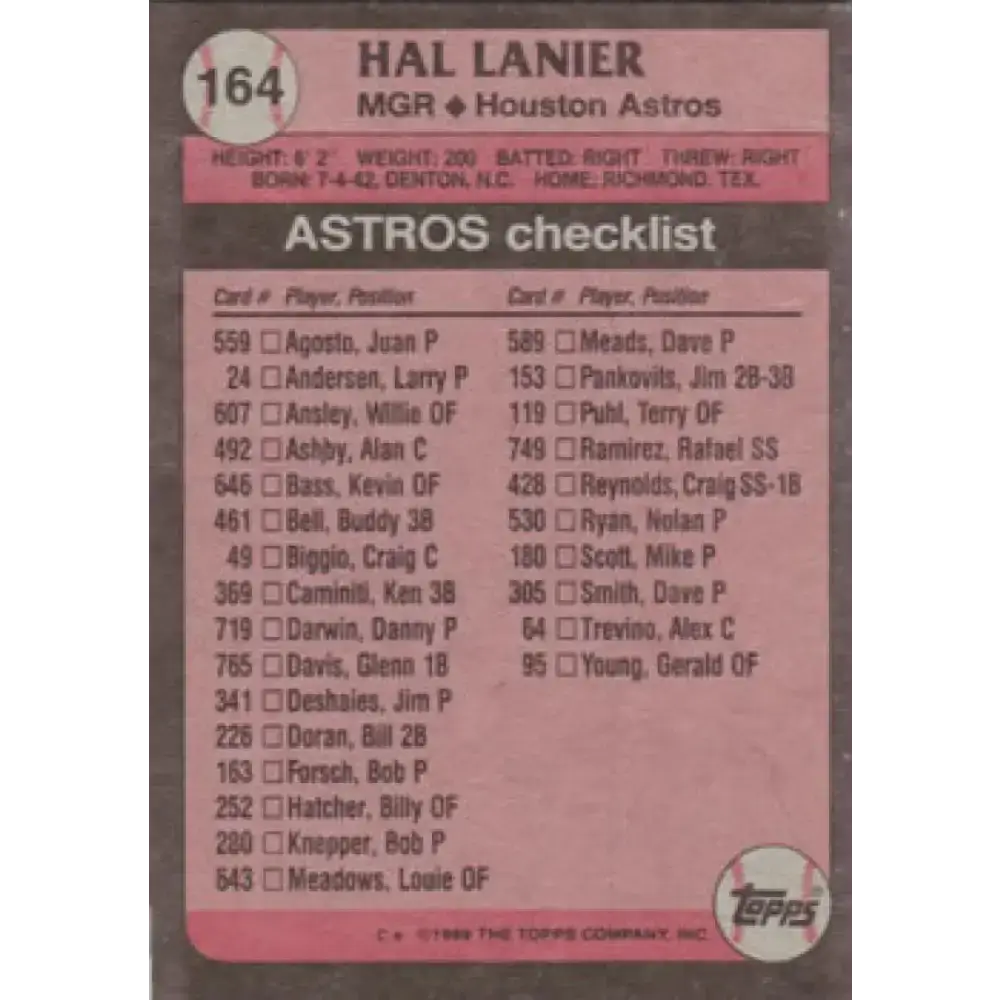 164
HAL LANIER
MGR ◆ Houston Astros
HEIGHT: 6' 2" WEIGHT: 200 BATTED: RIGHT THREW: RIGHT
BORN: 7-4-42, DENTON, N.C. HOME: RICHMOND, TEX.
ASTROS checklist
Card # Player, Position
559 □ Agosto, Juan P
24 □ Andersen, Larry P
607 □ Ansley, Willie OF
492 □ Ashby, Alan C
646 □ Bass, Kevin OF
461 □ Bell, Buddy 3B
49 □ Biggio, Craig C
369 □ Caminiti, Ken 3B
719 □ Darwin, Danny P
765 □ Davis, Glenn 1B
341 □ Deshaies, Jim P
226 □ Doran, Bill 2B
163 □ Forsch, Bob P
252 □ Hatcher, Billy OF
280 □ Knepper, Bob P
643 □ Meadows, Louie OF
Card # Player, Position
589 □ Meads, Dave P
153 □ Pankovits, Jim 2B-3B
119 □ Puhl, Terry OF
749 □ Ramirez, Rafael SS
428 □ Reynolds, Craig SS-1B
530 □ Ryan, Nolan P
180 □ Scott, Mike P
305 □ Smith, Dave P
64 □ Trevino, Alex C
95 □ Young, Gerald OF
topps®
C* ©1989 THE TOPPS COMPANY, INC.